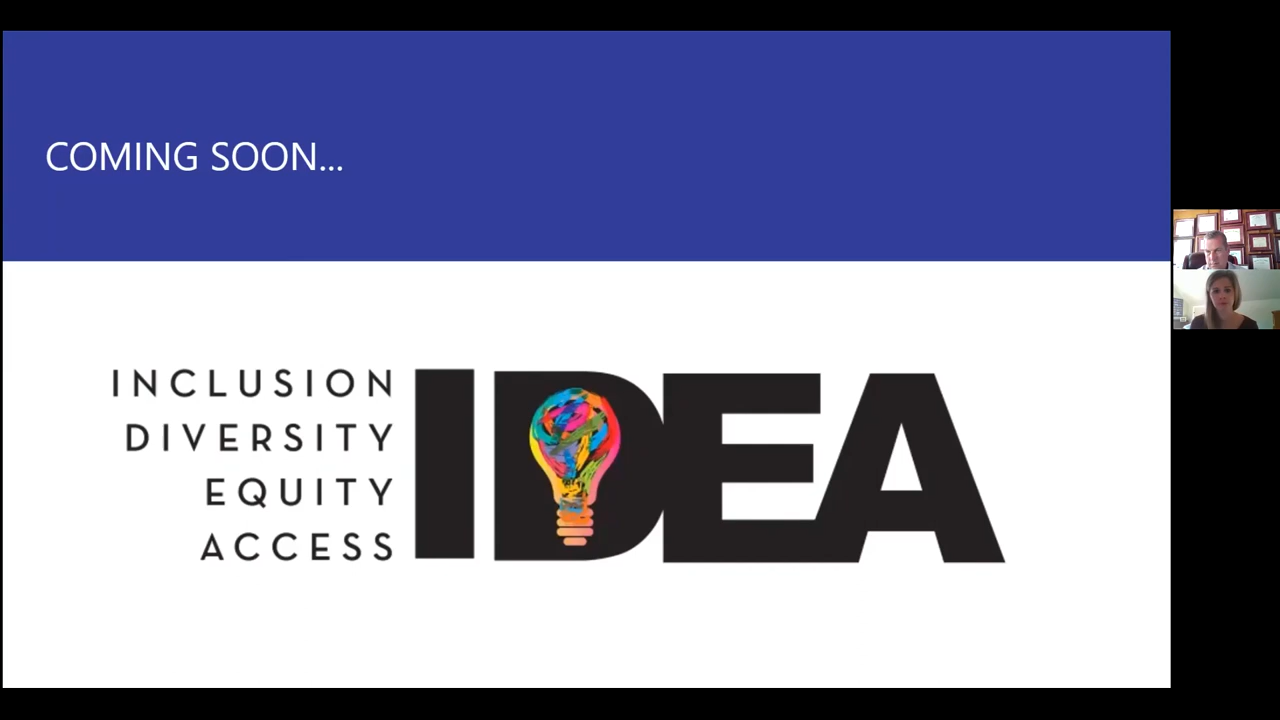 COMING SOON...
INCLUSION
DIVERSITY
EQUITY
ACCESS
IDEA